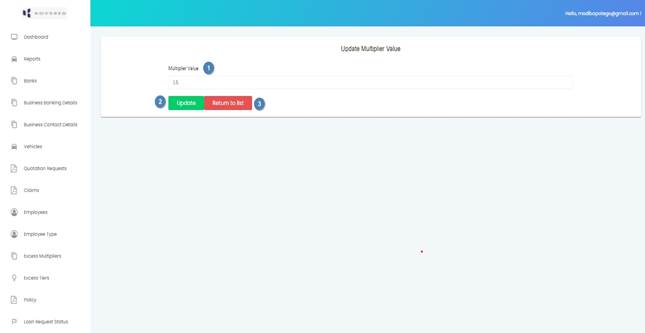 Hello, madibapotego@gmail.com !
Dashboard
Reports
Banks
Business Banking Details
Business Contact Details
Vehicles
Quotation Requests
Claims
Employees
Employee Type
Excess Multipliers
Excess Tiers
Policy
Loan Request Status
Update Multiplier Value
Multiplier Value 1
1.5
2 Update Return to list 3